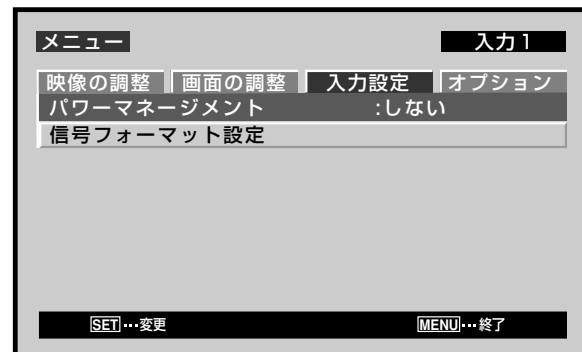 メニュー 入力1
映像の調整 画面の調整 入力設定 オプション
パワーマネージメント :しない
信号フォーマット設定
SET…変更 MENU…終了